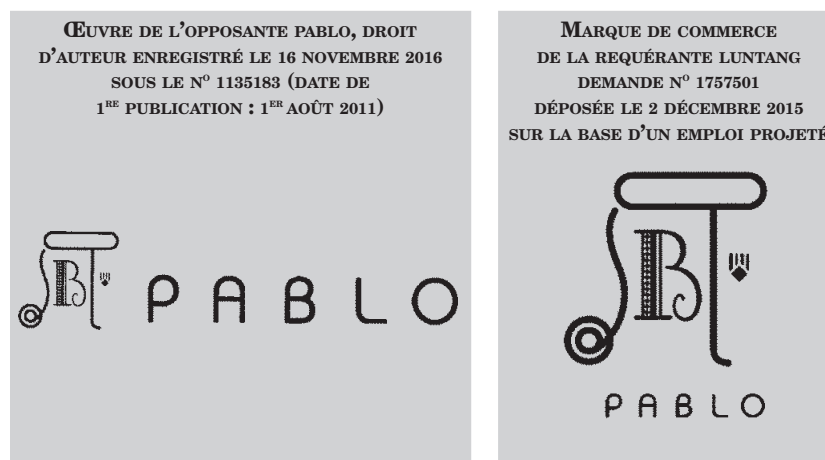 Œuvre de l'opposante pablo, droit
d'auteur enregistré le 16 novembre 2016
sous le nº 1135183 (date de
1re publication : 1er août 2011)
B
PABLO
Marque de commerce
de la requérante luntang
demande nº 1757501
déposée le 2 décembre 2015
sur la base d'un emploi projeté
B
PABLO